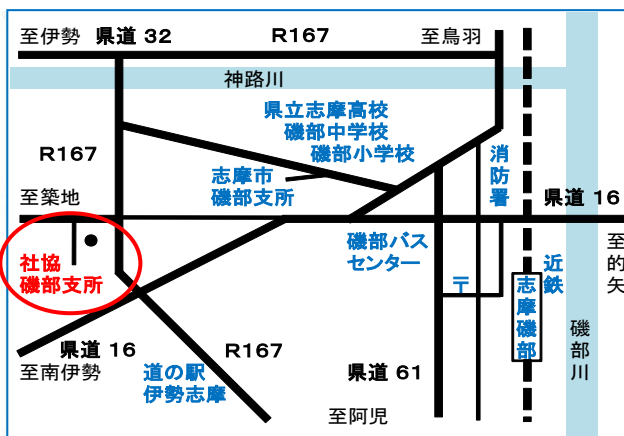 至伊勢 県道 32 R167 至鳥羽
神路川
県立志摩高校
磯部中学校
磯部小学校
R167
志摩市
磯部支所
消防署
至築地
県道 16
社協
磯部支所
磯部バス
センター
至的矢
〒
近鉄
志摩磯部
磯部川
県道 16
R167
至南伊勢
道の駅
伊勢志摩
県道 61
至阿児